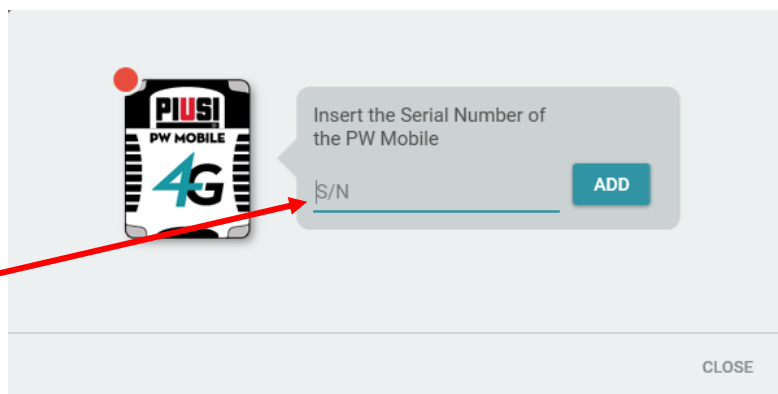 PIUSI
PW MOBILE
4G
Insert the Serial Number of
the PW Mobile
S/N
ADD
CLOSE